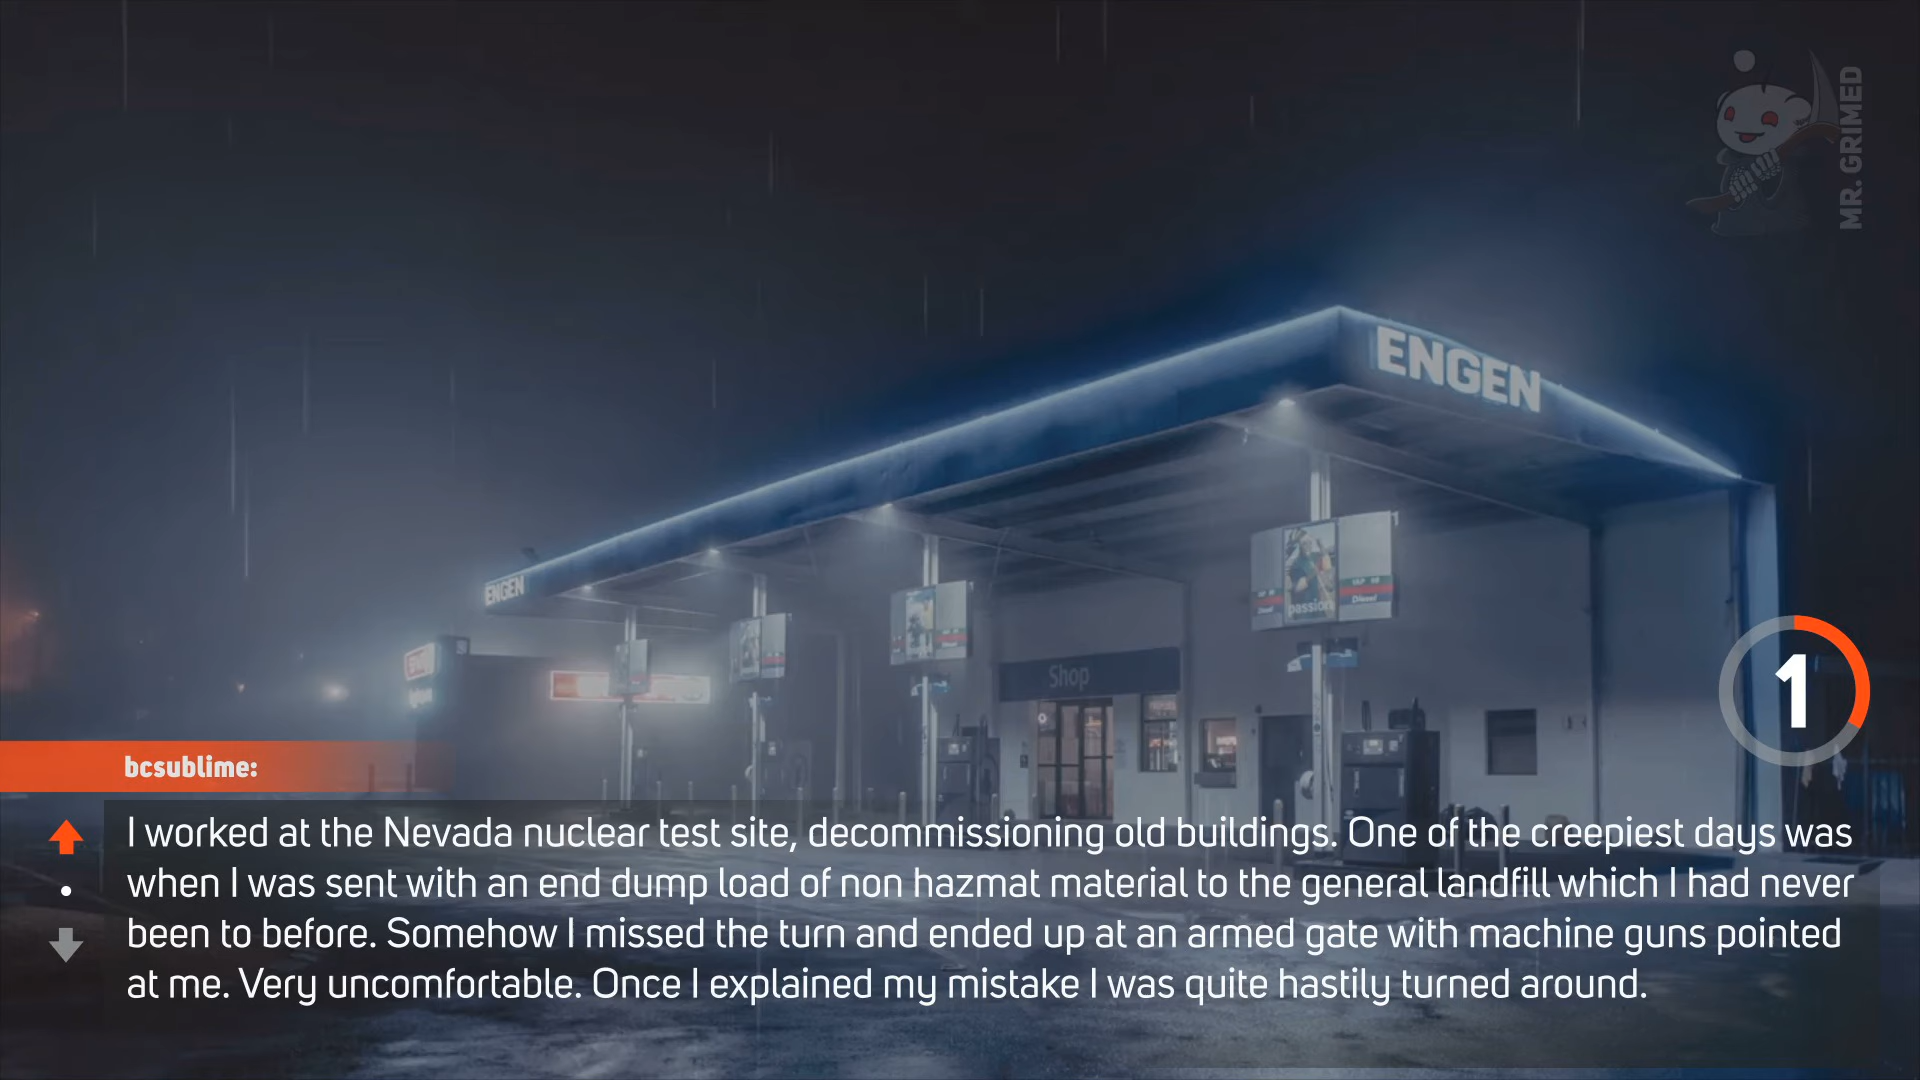 MR. GRIMED
ENGEN
ENGEN
passion
Diesel
Shop
1
bcsublime:
I worked at the Nevada nuclear test site, decommissioning old buildings. One of the creepiest days was
when I was sent with an end dump load of non hazmat material to the general landfill which I had never
been to before. Somehow I missed the turn and ended up at an armed gate with machine guns pointed
at me. Very uncomfortable. Once I explained my mistake I was quite hastily turned around.